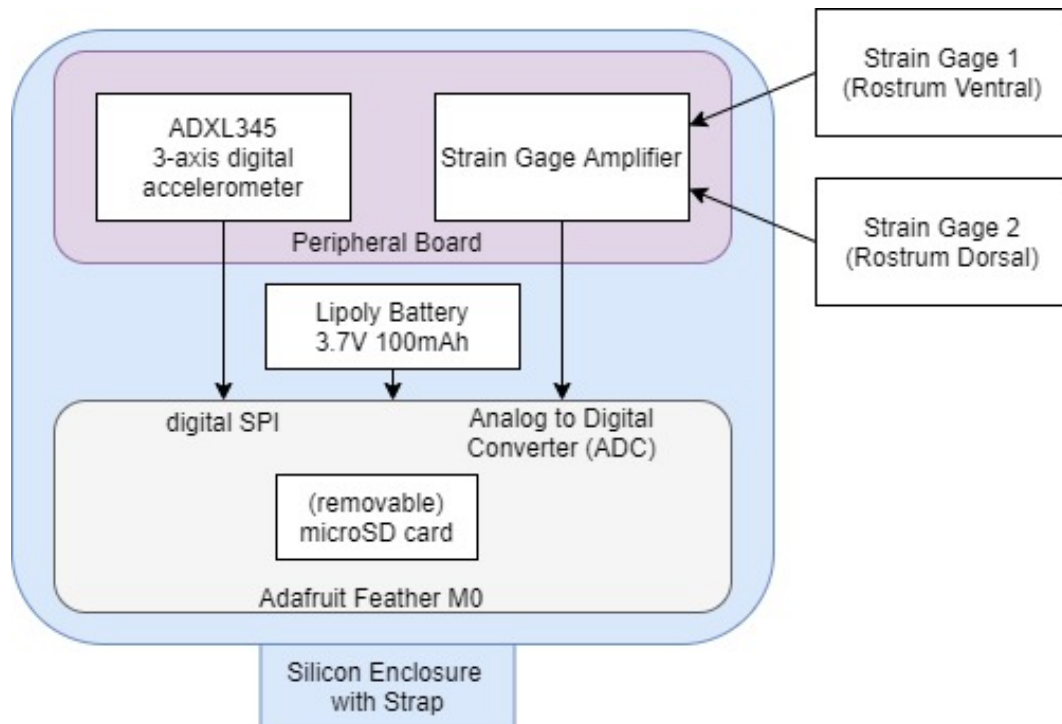 ADXL345
3-axis digital
accelerometer
Strain Gage Amplifier
Peripheral Board
Strain Gage 1
(Rostrum Ventral)
Strain Gage 2
(Rostrum Dorsal)
Lipoly Battery
3.7V 100mAh
digital SPI
Analog to Digital
Converter (ADC)
(removable)
microSD card
Adafruit Feather M0
Silicon Enclosure
with Strap